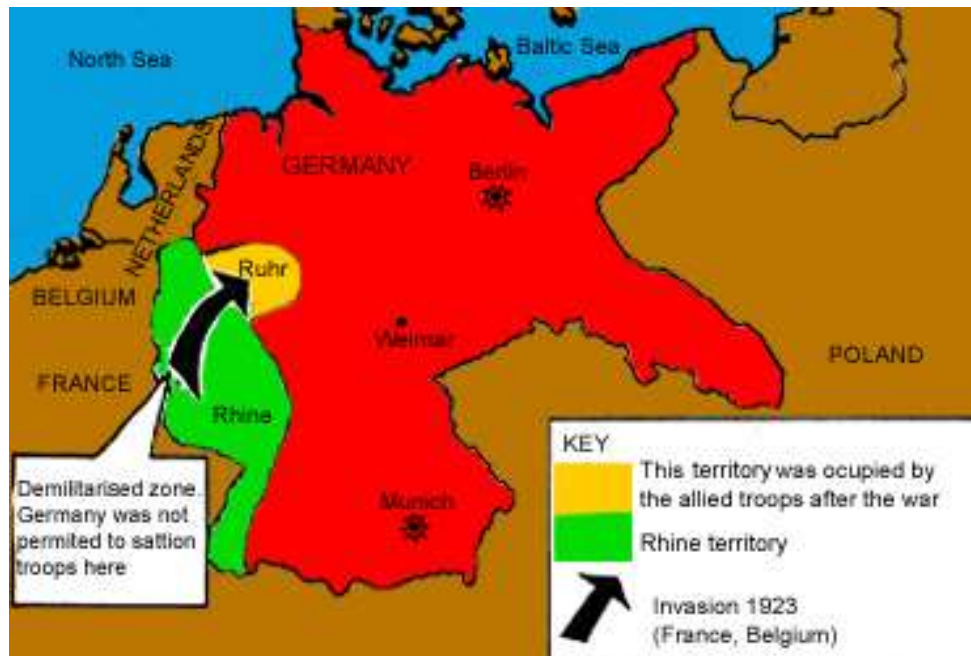 North Sea
Baltic Sea
NETHERLANDS
GERMANY
Berlin
Ruhr
BELGIUM
Weimar
POLAND
FRANCE
Rhine
Munich
Demilitarised zone.
Germany was not
permited to sattion
troops here
KEY
This territory was ocupied by
the allied troops after the war
Rhine territory
Invasion 1923
(France, Belgium)